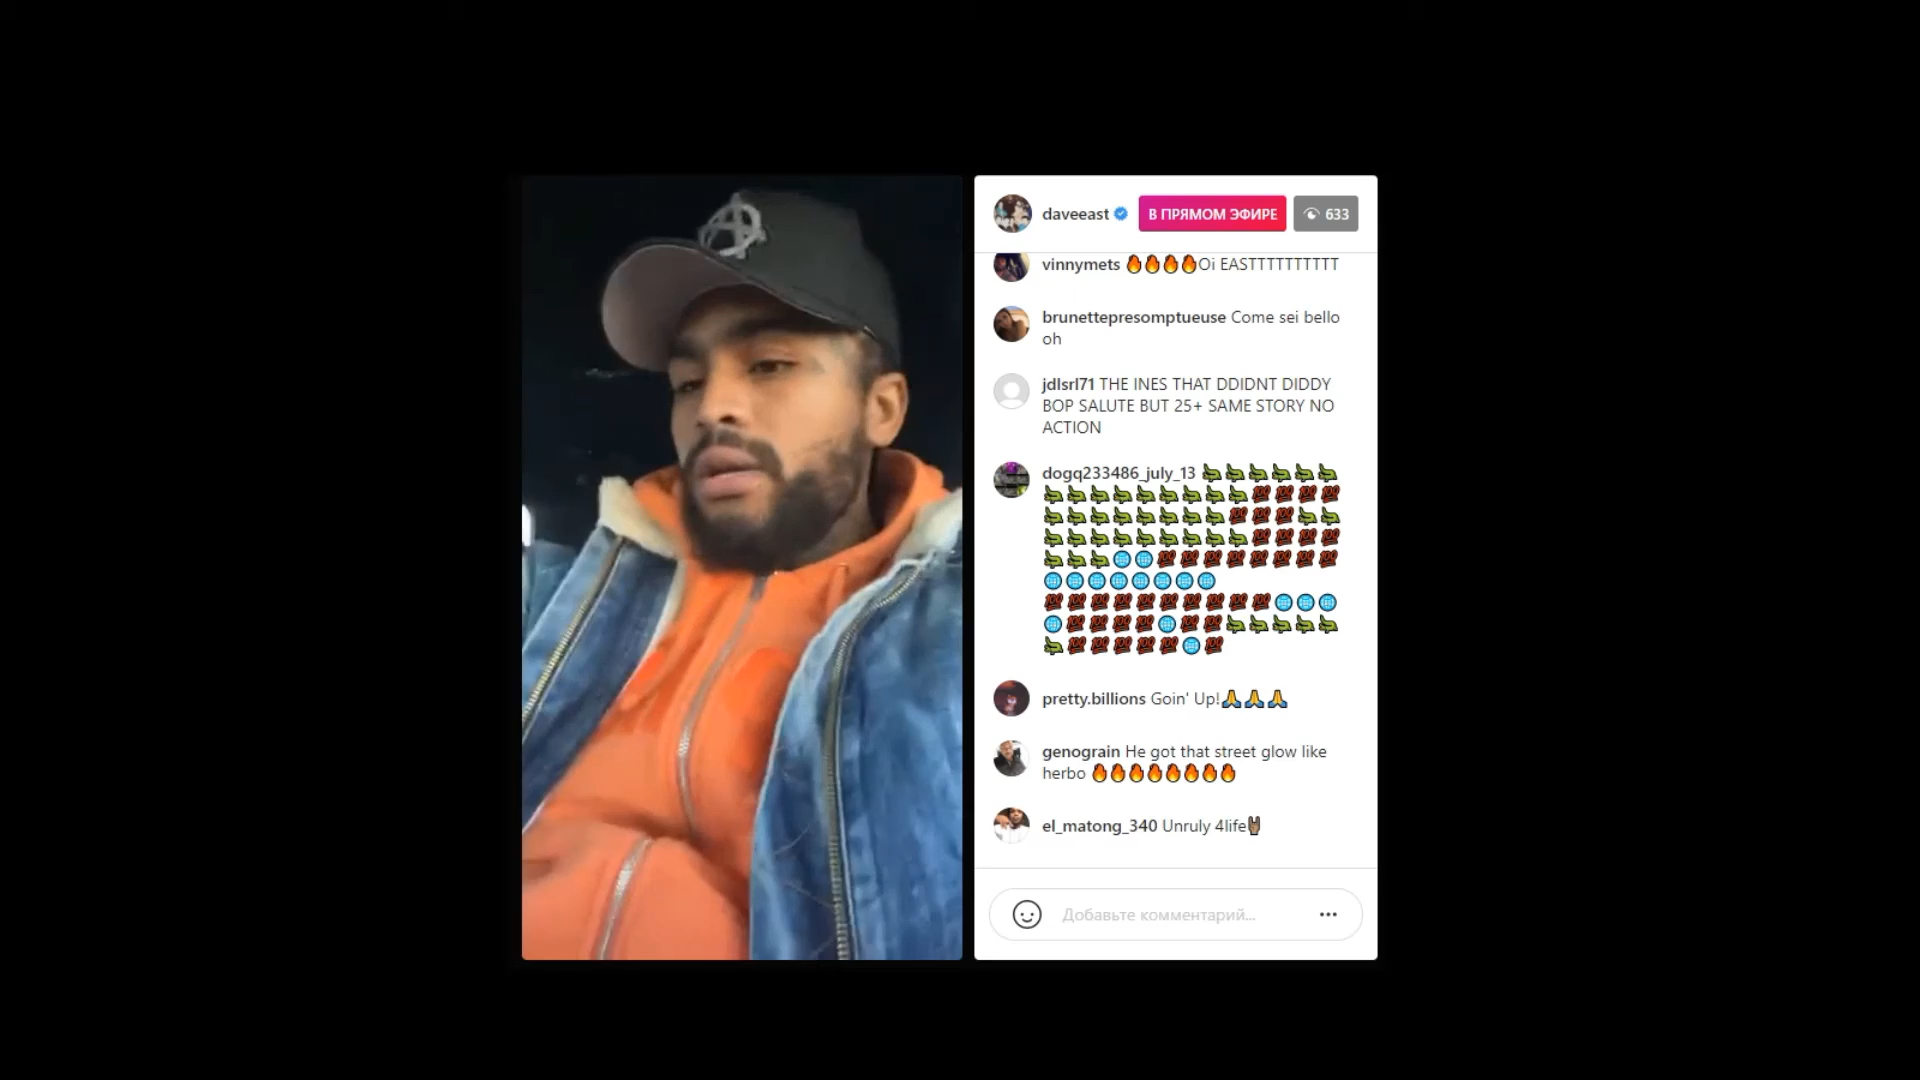 daveeast В ПРЯМОМ ЭФИРЕ 633
vinnymets 🔥🔥🔥🔥Oi EASTTTTTTTTTT
brunettepresomptueuse Come sei bello
oh
jdlsrl71 THE INES THAT DDIDNT DIDDY
BOP SALUTE BUT 25+ SAME STORY NO
ACTION
dogq233486_july_13 🐊🐊🐊🐊🐊🐊
🐊🐊🐊🐊🐊🐊🐊🐊🐊💯💯💯💯
🐊🐊🐊🐊🐊🐊🐊🐊💯💯💯🐊🐊
🐊🐊🐊🐊🐊🐊🐊🐊🐊💯💯💯💯
🐊🐊🐊🌐🌐💯💯💯💯💯💯💯💯
🌐🌐🌐🌐🌐🌐🌐🌐
💯💯💯💯💯💯💯💯💯💯🌐🌐🌐
🌐💯💯💯💯🌐💯💯🐊🐊🐊🐊🐊
🐊💯💯💯💯💯🌐💯
pretty.billions Goin' Up!🙏🙏🙏
genograin He got that street glow like
herbo 🔥🔥🔥🔥🔥🔥🔥🔥
el_matong_340 Unruly 4life🤘🏿
Добавьте комментарий...